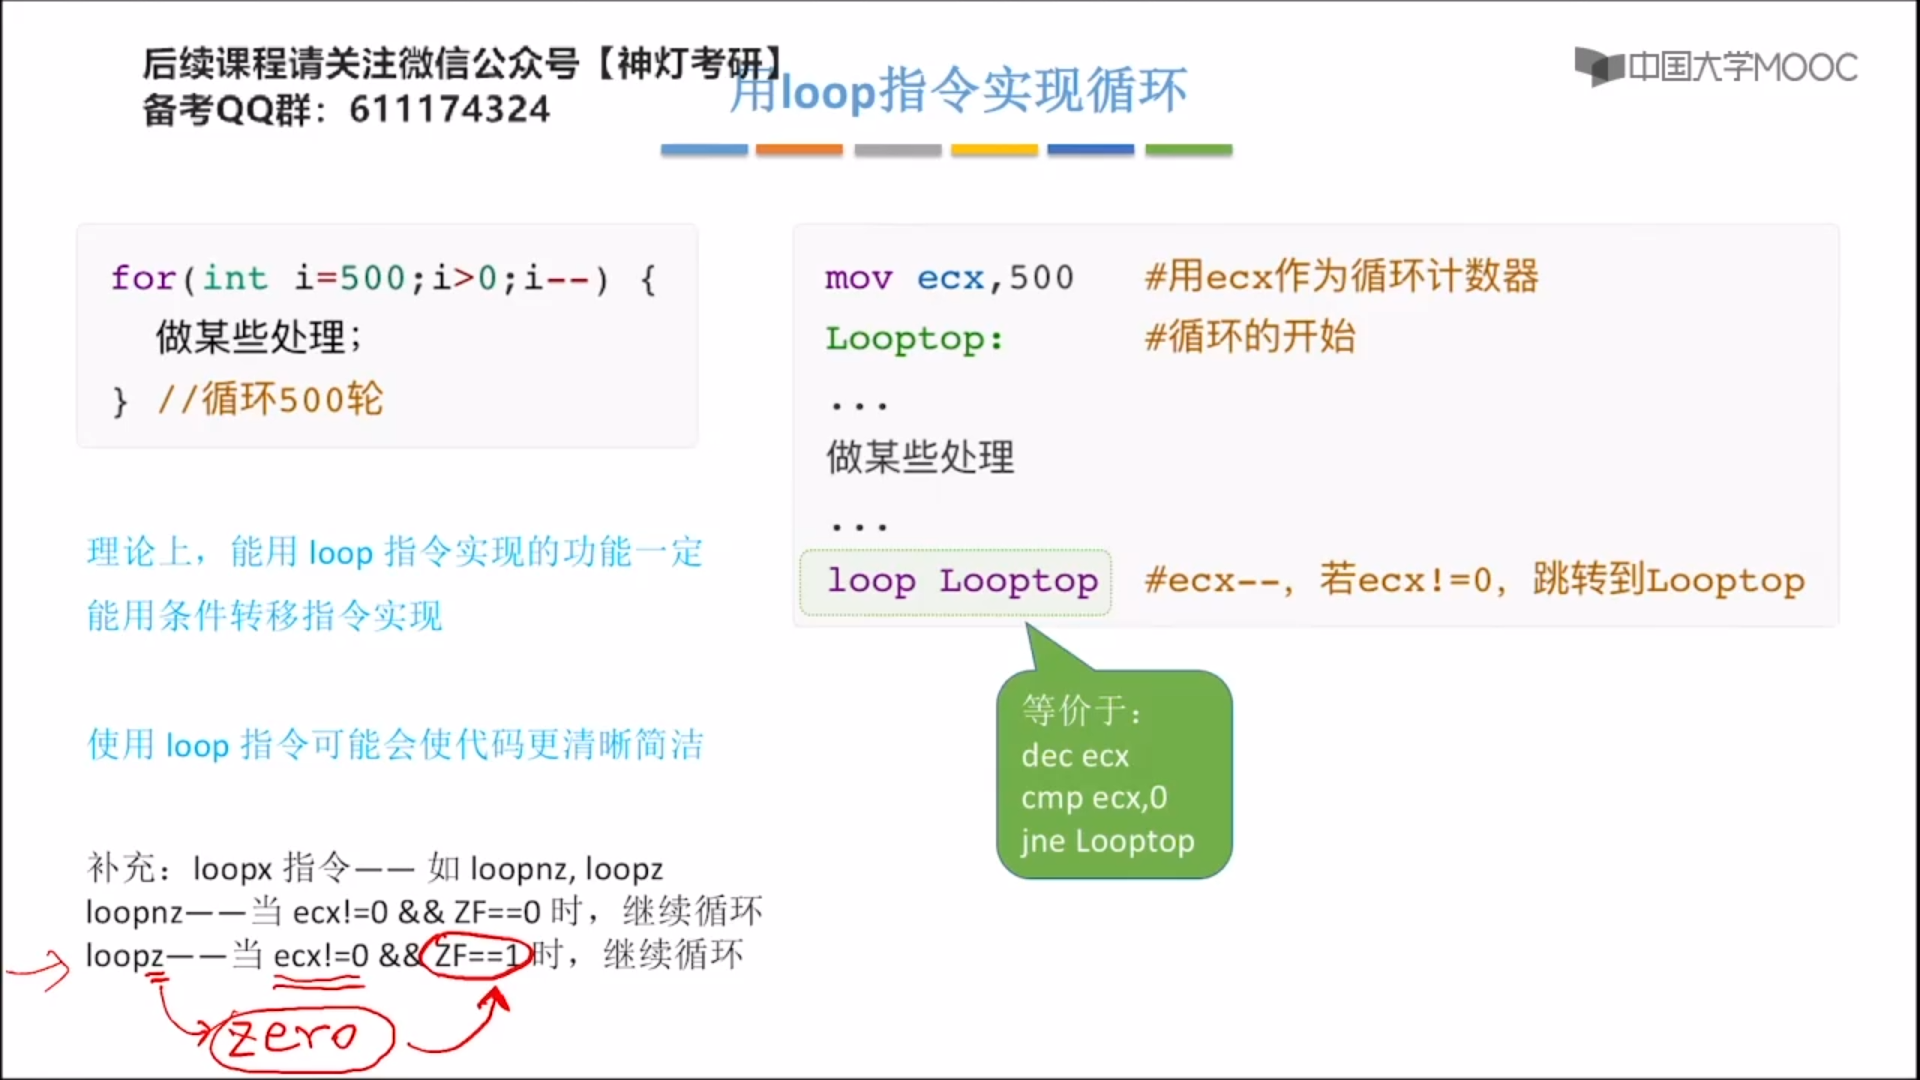 后续课程请关注微信公众号【神灯考研】
备考QQ群：611174324
用loop指令实现循环
中国大学MOOC
for(int i=500;i>0;i--) {
做某些处理;
} //循环500轮
mov ecx,500 #用ecx作为循环计数器
Looptop: #循环的开始
...
做某些处理
...
loop Looptop #ecx--，若ecx!=0，跳转到Looptop
等价于：
dec ecx
cmp ecx,0
jne Looptop
理论上，能用 loop 指令实现的功能一定
能用条件转移指令实现
使用 loop 指令可能会使代码更清晰简洁
补充：loopx 指令—— 如 loopnz, loopz
loopnz——当 ecx!=0 && ZF==0 时，继续循环
loopz——当 ecx!=0 && ZF==1 时，继续循环
zero